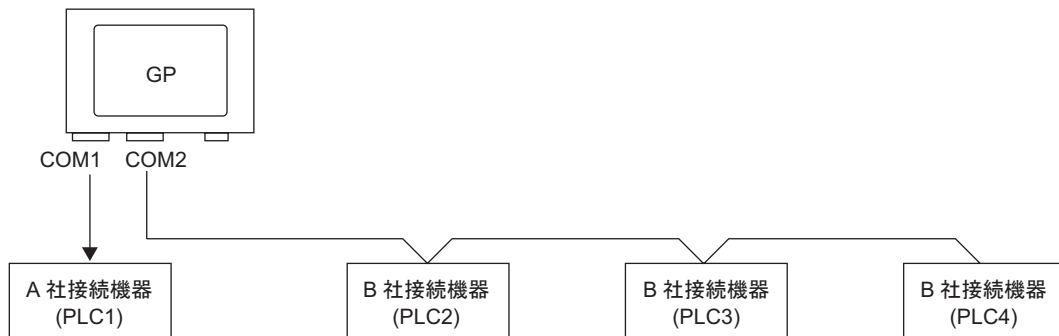 GP
COM1 COM2
A 社接続機器
(PLC1)
B 社接続機器
(PLC2)
B 社接続機器
(PLC3)
B 社接続機器
(PLC4)